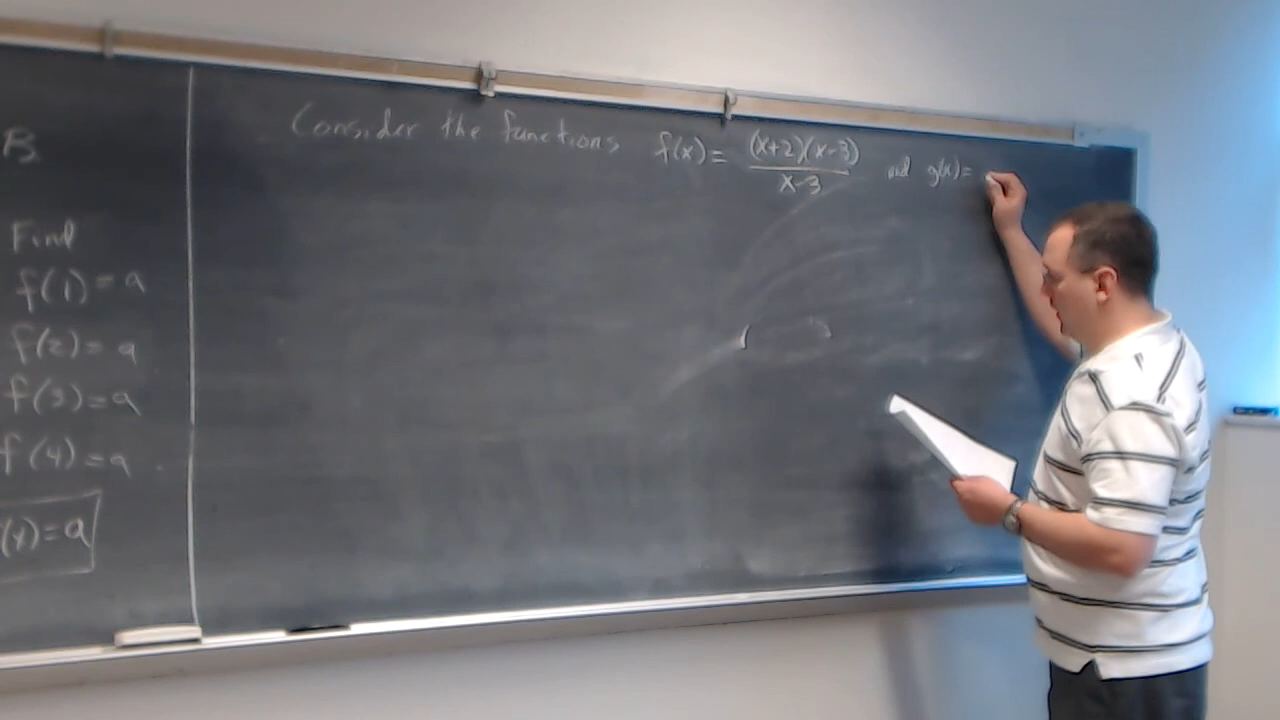 B
Find
f(1)=a
f(2)=a
f(3)=a
f(4)=a
(x)=a
Consider the functions f(x)= (x+2)(x-3)
x-3
and g(x)=